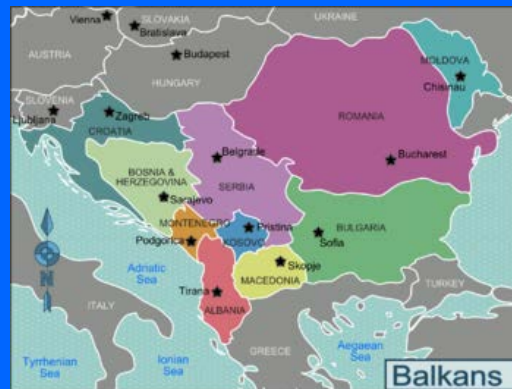 Vienna
SLOVAKIA
Bratislava
UKRAINE
AUSTRIA
Budapest
HUNGARY
MOLDOVA
Chisinau
SLOVENIA
Ljubljana
Zagreb
CROATIA
ROMANIA
Bucharest
BOSNIA &
HERZEGOVINA
Sarajevo
Belgrade
SERBIA
MONTENEGRO
Podgorica
Pristina
KOSOVO
BULGARIA
Sofia
Skopje
MACEDONIA
N
Adriatic
Sea
ITALY
Tirana
ALBANIA
TURKEY
GREECE
Tyrrhenian
Sea
Ionian
Sea
Aegaean
Sea
Balkans